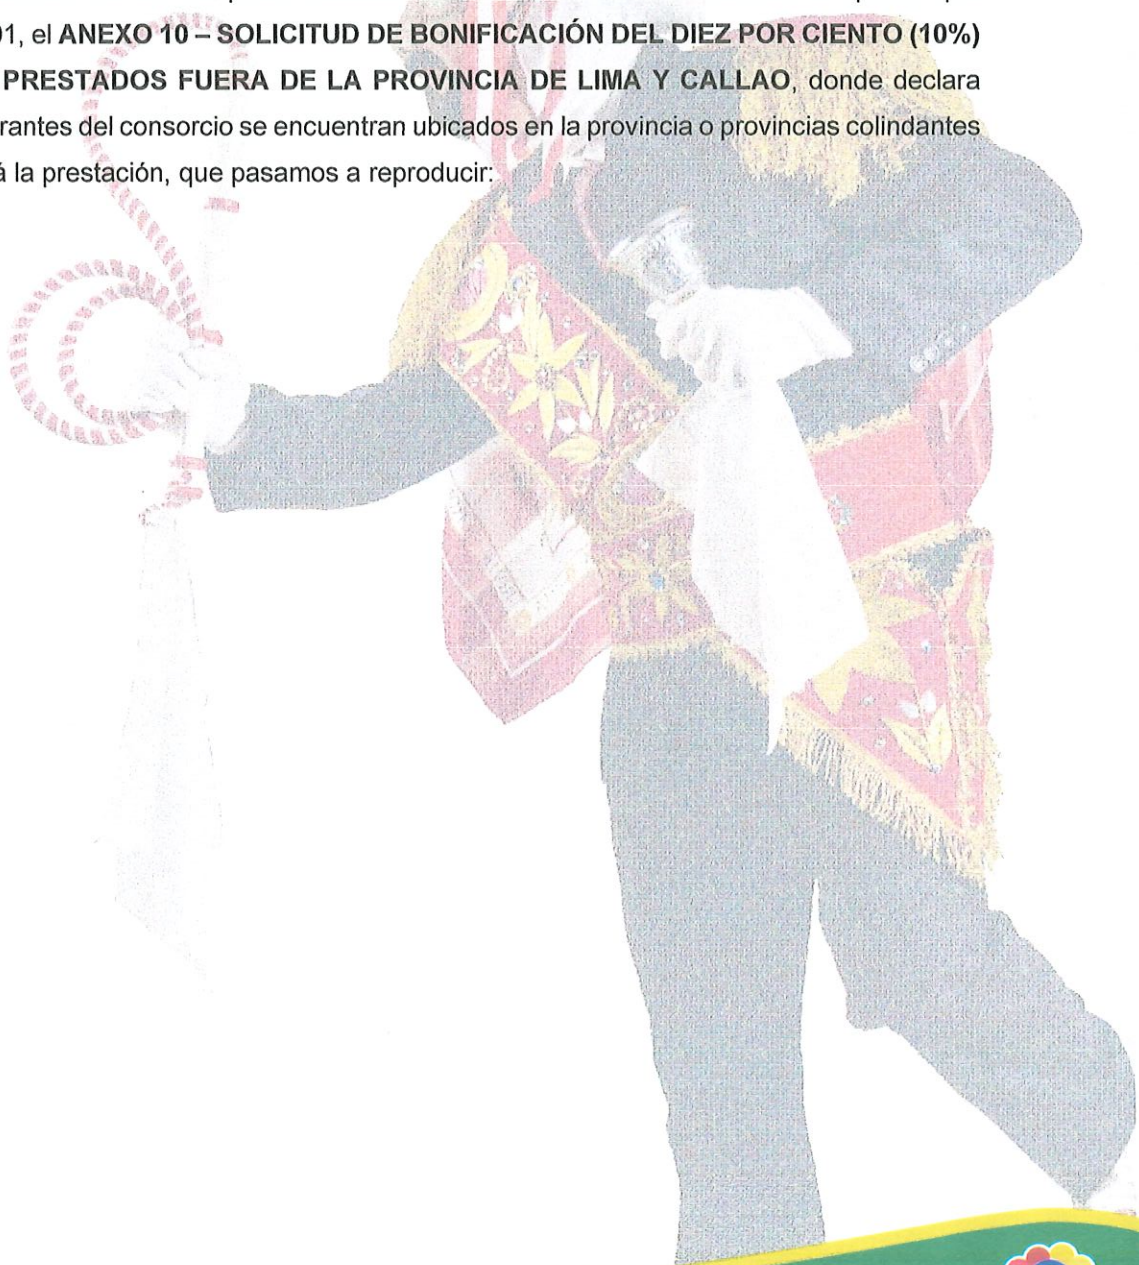 01, el ANEXO 10 – SOLICITUD DE BONIFICACIÓN DEL DIEZ POR CIENTO (10%)
PRESTADOS FUERA DE LA PROVINCIA DE LIMA Y CALLAO, donde declara
rantes del consorcio se encuentran ubicados en la provincia o provincias colindantes
á la prestación, que pasamos a reproducir: